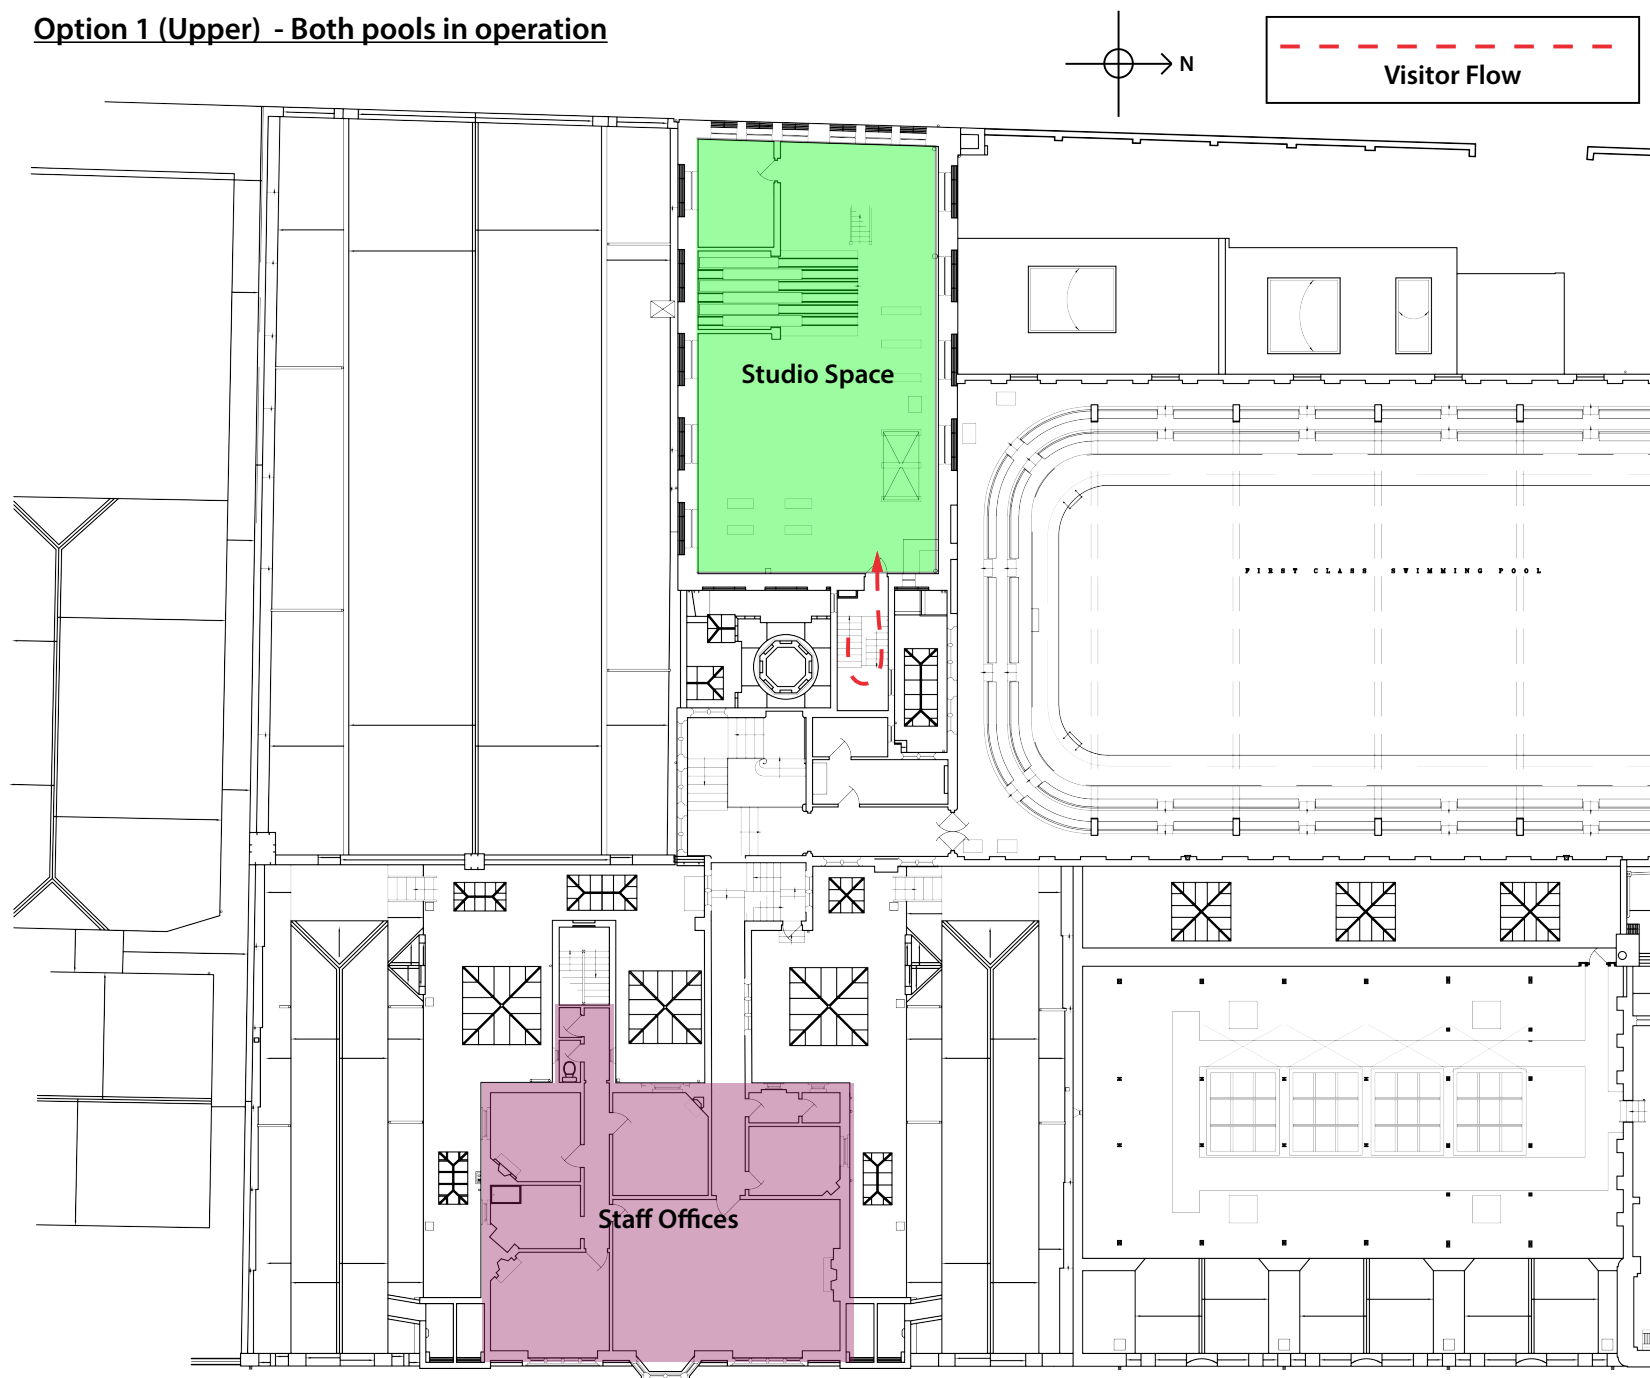 Option 1 (Upper)  - Both pools in operation
N
Visitor Flow
Studio Space
FIRST CLASS SWIMMING POOL
Staff Offices